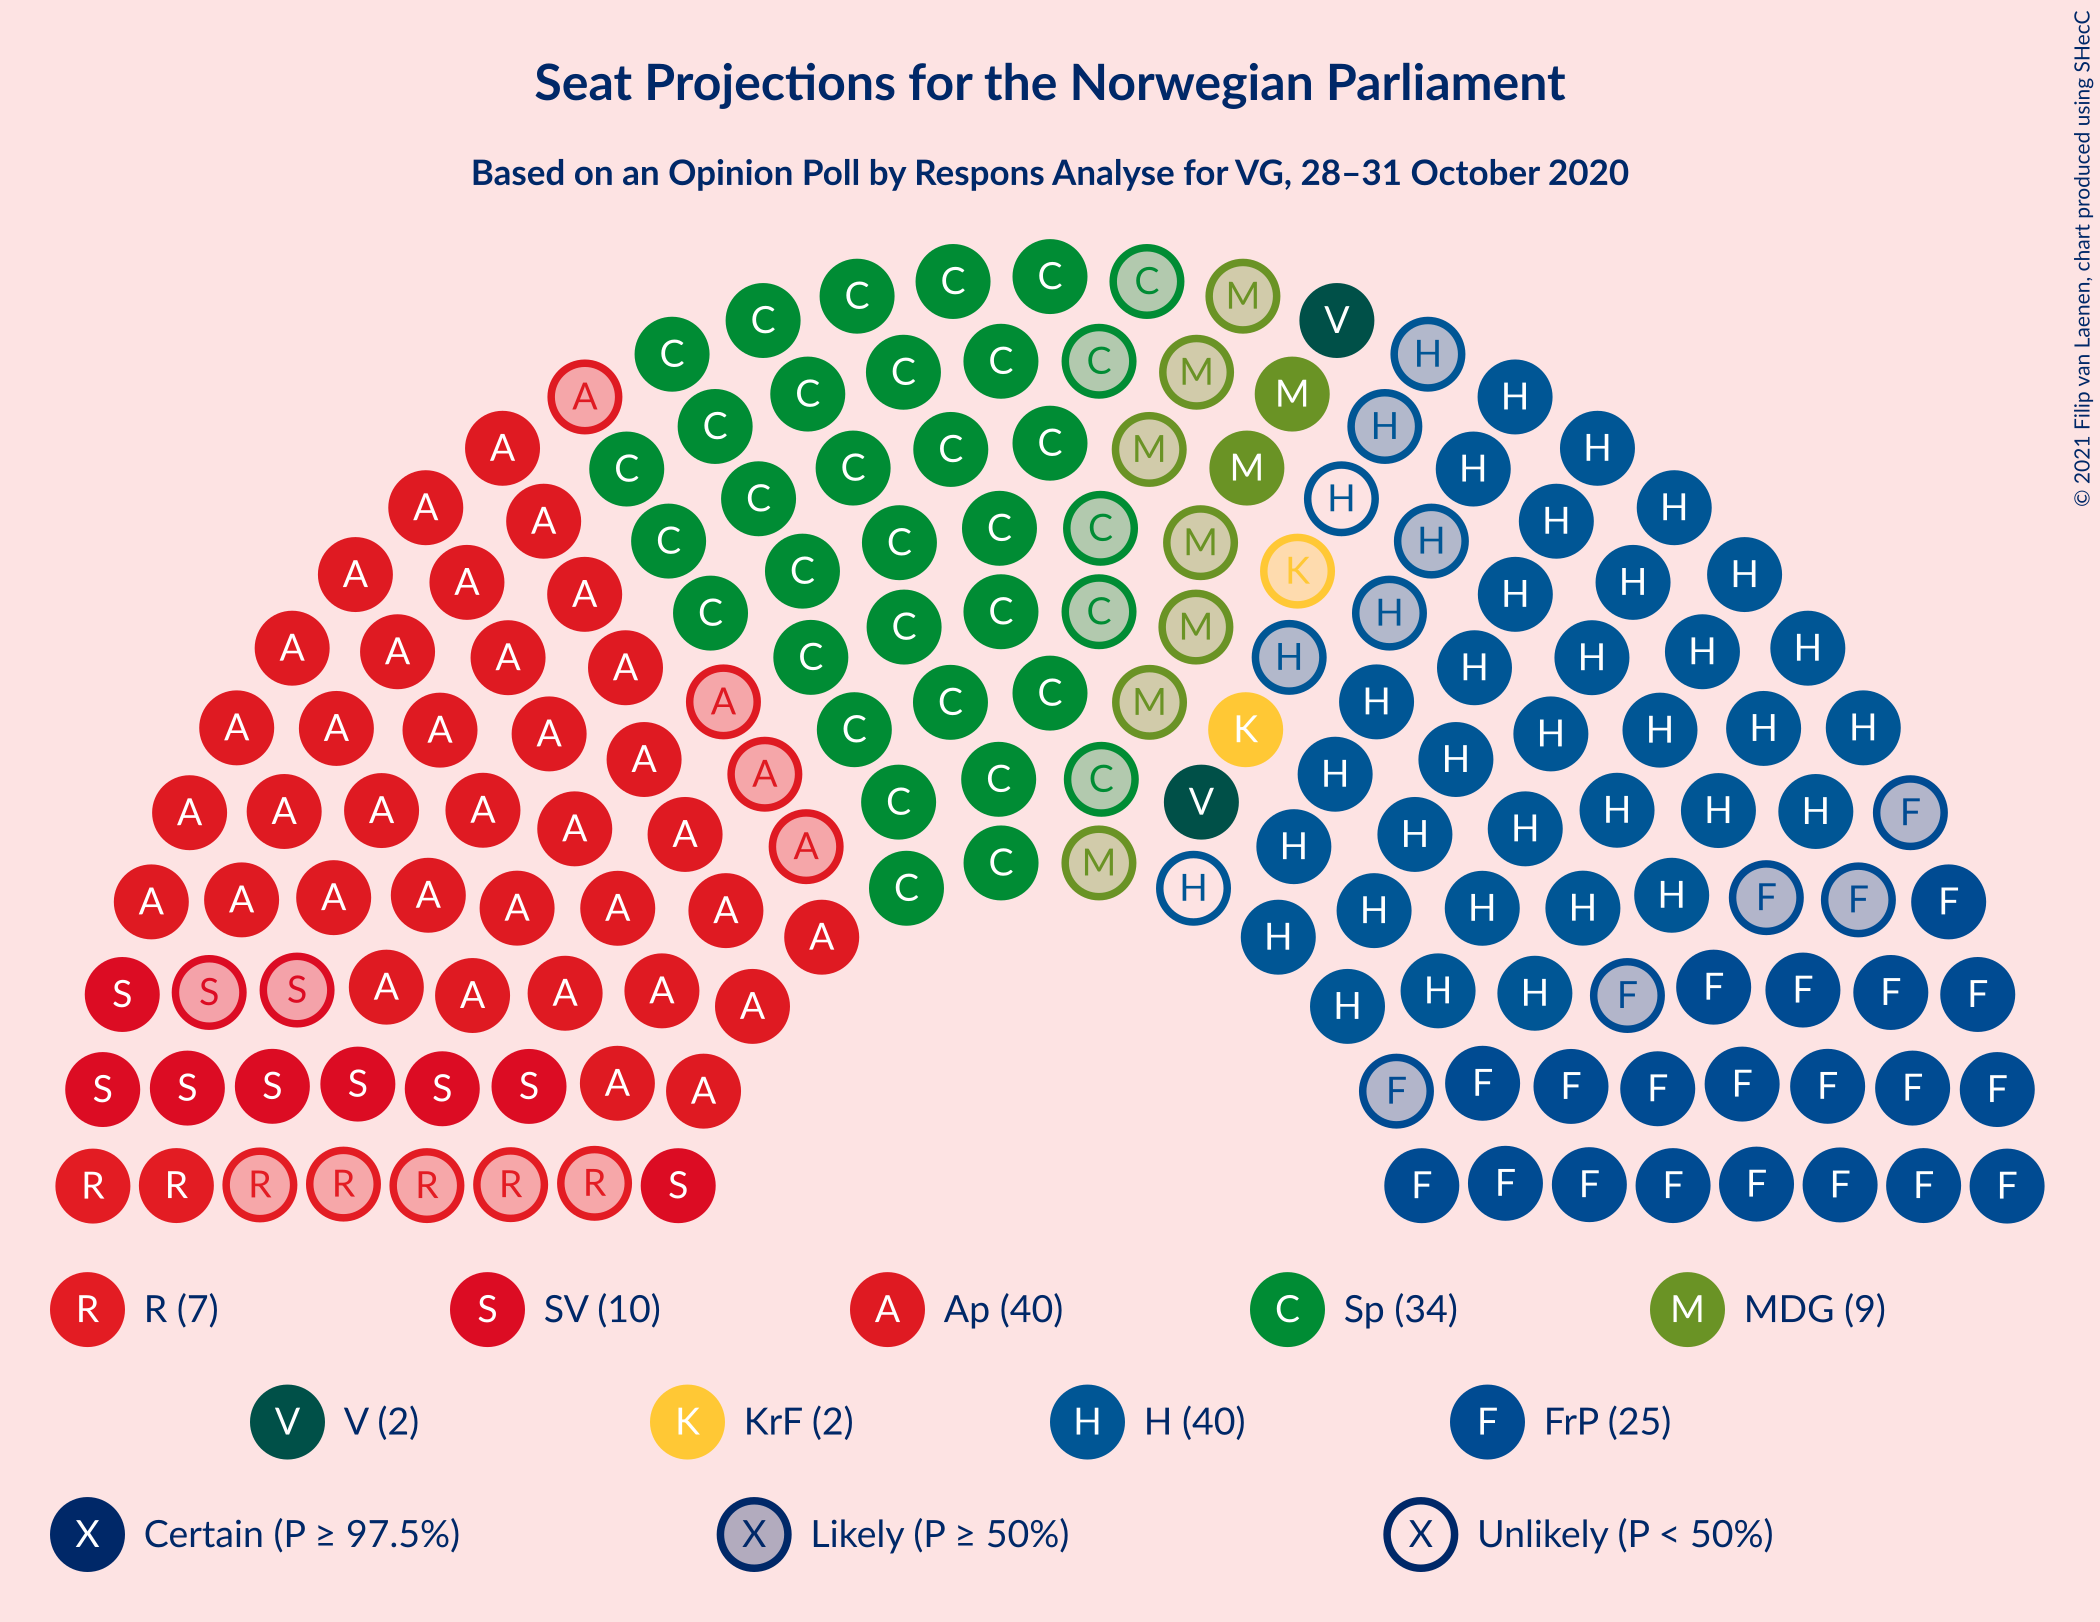 Seat Projections for the Norwegian Parliament
Based on an Opinion Poll by Respons Analyse for VG, 28–31 October 2020
© 2021 Filip van Laenen, chart produced using SHecC
C C C C M
C V
C C C C M H
A C M H
C H
A C C M H
C C M H
A C H H
A C C H
C C M H
A A C K H H
A C C C H H
C M
A A A C H H H H
A H
A C C M H
A A A A C K H H H H
A H
A C C H
A A A A C V H H H F
A A A H H H
C M
A A A A A A A C H H H H H F F F
A H
S S S A A A A A H H H F F F F F
S S S S S S A A F F F F F F F F
R R R R R R R S F F F F F F F F
R R (7) S SV (10) A Ap (40) C Sp (34) M MDG (9)
V V (2) K KrF (2) H H (40) F FrP (25)
X Certain (P ≥ 97.5%) X Likely (P ≥ 50%) X Unlikely (P < 50%)